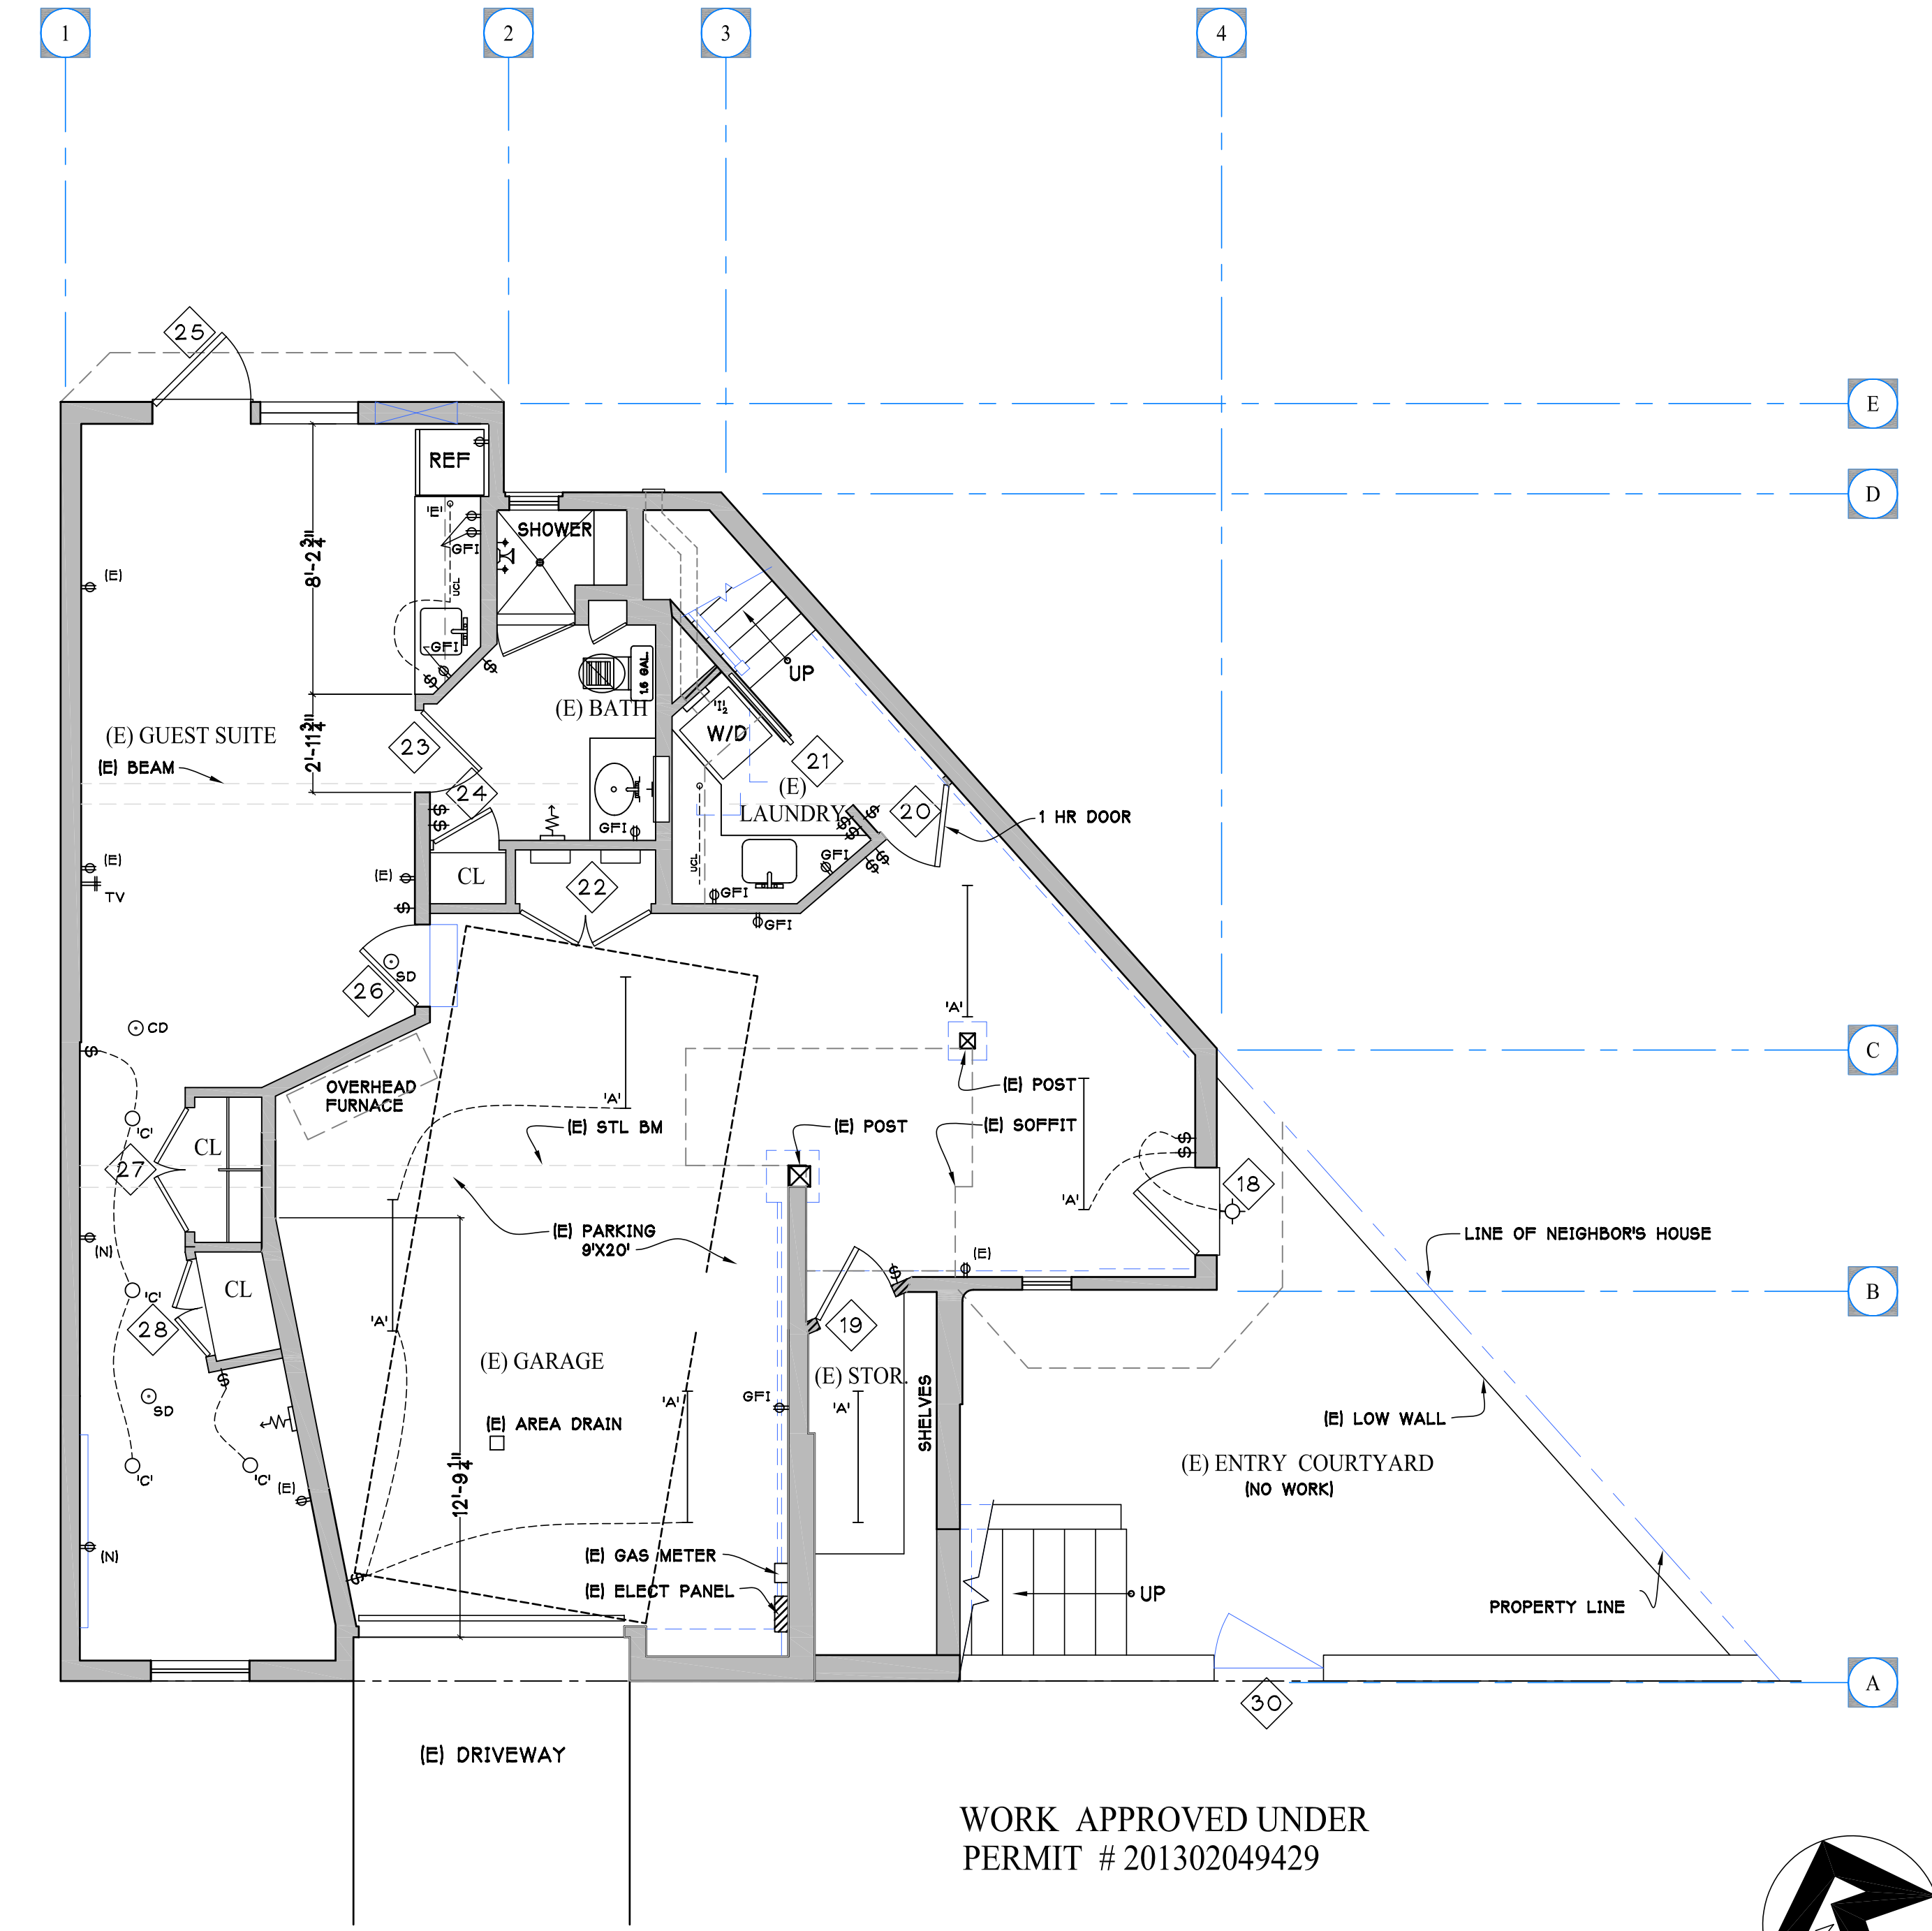 1
2
3
4
25
E
REF
D
'E'
SHOWER
GFI
8'-2 3/4"
(E)
UCL
GFI
1.6 GAL
UP
(E) BATH
'I'2
(E) GUEST SUITE
W/D
23
2'-11 3/4"
21
(E) BEAM
(E)
LAUNDRY
24
20
1 HR DOOR
GFI
GFI
(E)
UCL
(E)
CL
22
TV
GFI
GFI
SD
26
'A'
CD
C
OVERHEAD
FURNACE
(E) POST
'A'
(E) STL BM
(E) POST
(E) SOFFIT
'C'
CL
27
18
'A'
(E) PARKING
9'X20'
LINE OF NEIGHBOR'S HOUSE
(N)
(E)
CL
B
'C'
28
'A'
19
(E) GARAGE
(E) STOR.
SHELVES
GFI
'A'
'A'
SD
(E) AREA DRAIN
(E) LOW WALL
(E) ENTRY COURTYARD
(NO WORK)
12'-9 1/4"
'C'
'C'
(E)
(N)
(E) GAS METER
(E) ELECT PANEL
UP
PROPERTY LINE
A
30
(E) DRIVEWAY
WORK APPROVED UNDER
PERMIT # 201302049429